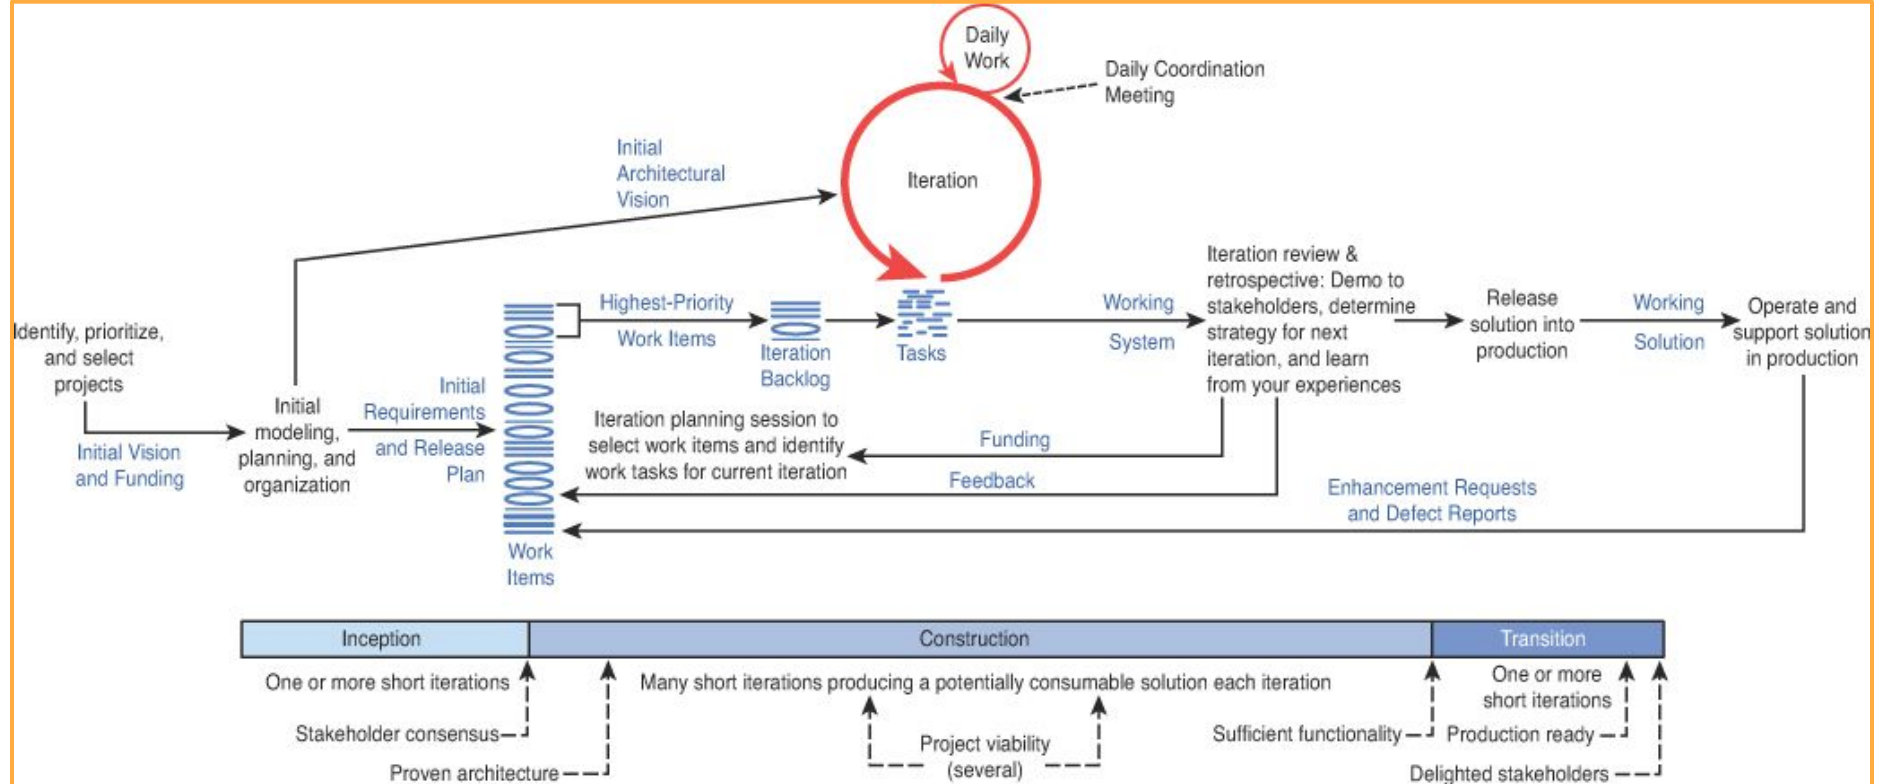 Daily
Work
Daily Coordination
Meeting
Initial
Architectural
Vision
Iteration
Identify, prioritize,
and select
projects
Initial Vision
and Funding
Initial
modeling,
planning, and
organization
Initial
Requirements
and Release
Plan
Work
Items
Highest-Priority
Work Items
Iteration
Backlog
Tasks
Working
System
Iteration review &
retrospective: Demo to
stakeholders, determine
strategy for next
iteration, and learn
from your experiences
Release
solution into
production
Working
Solution
Operate and
support solution
in production
Iteration planning session to
select work items and identify
work tasks for current iteration
Funding
Feedback
Enhancement Requests
and Defect Reports
Inception
Construction
Transition
One or more short iterations
Many short iterations producing a potentially consumable solution each iteration
One or more
short iterations
Stakeholder consensus
Proven architecture
Project viability
(several)
Sufficient functionality
Production ready
Delighted stakeholders